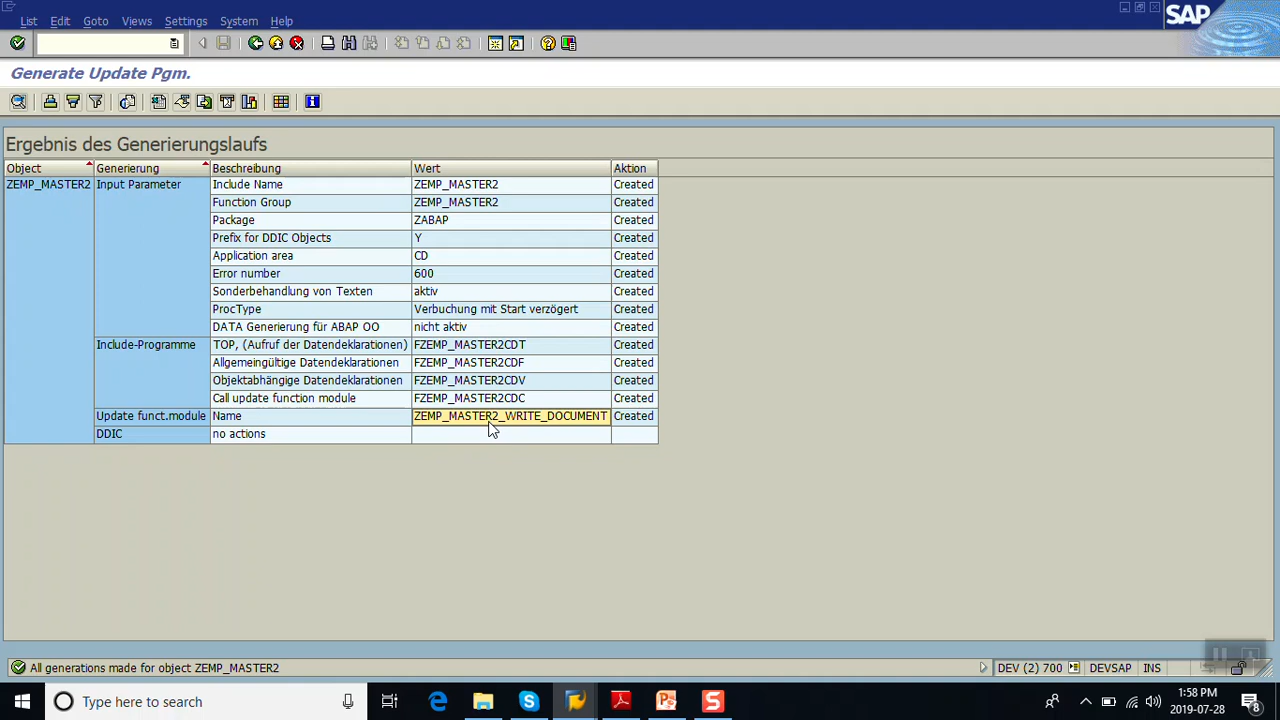 List Edit Goto Views Settings System Help
SAP
Generate Update Pgm.
Ergebnis des Generierungslaufs
Object Generierung Beschreibung Wert Aktion
ZEMP_MASTER2 Input Parameter Include Name ZEMP_MASTER2 Created
Function Group ZEMP_MASTER2 Created
Package ZABAP Created
Prefix for DDIC Objects Y Created
Application area CD Created
Error number 600 Created
Sonderbehandlung von Texten aktiv Created
ProcType Verbuchung mit Start verzögert Created
DATA Generierung für ABAP OO nicht aktiv Created
Include-Programme TOP, (Aufruf der Datendeklarationen) FZEMP_MASTER2CDT Created
Allgemeingültige Datendeklarationen FZEMP_MASTER2CDF Created
Objektabhängige Datendeklarationen FZEMP_MASTER2CDV Created
Call update function module FZEMP_MASTER2CDC Created
Update funct.module Name ZEMP_MASTER2_WRITE_DOCUMENT Created
DDIC no actions
All generations made for object ZEMP_MASTER2 DEV (2) 700 DEVSAP INS
Type here to search 1:58 PM
2019-07-28 8